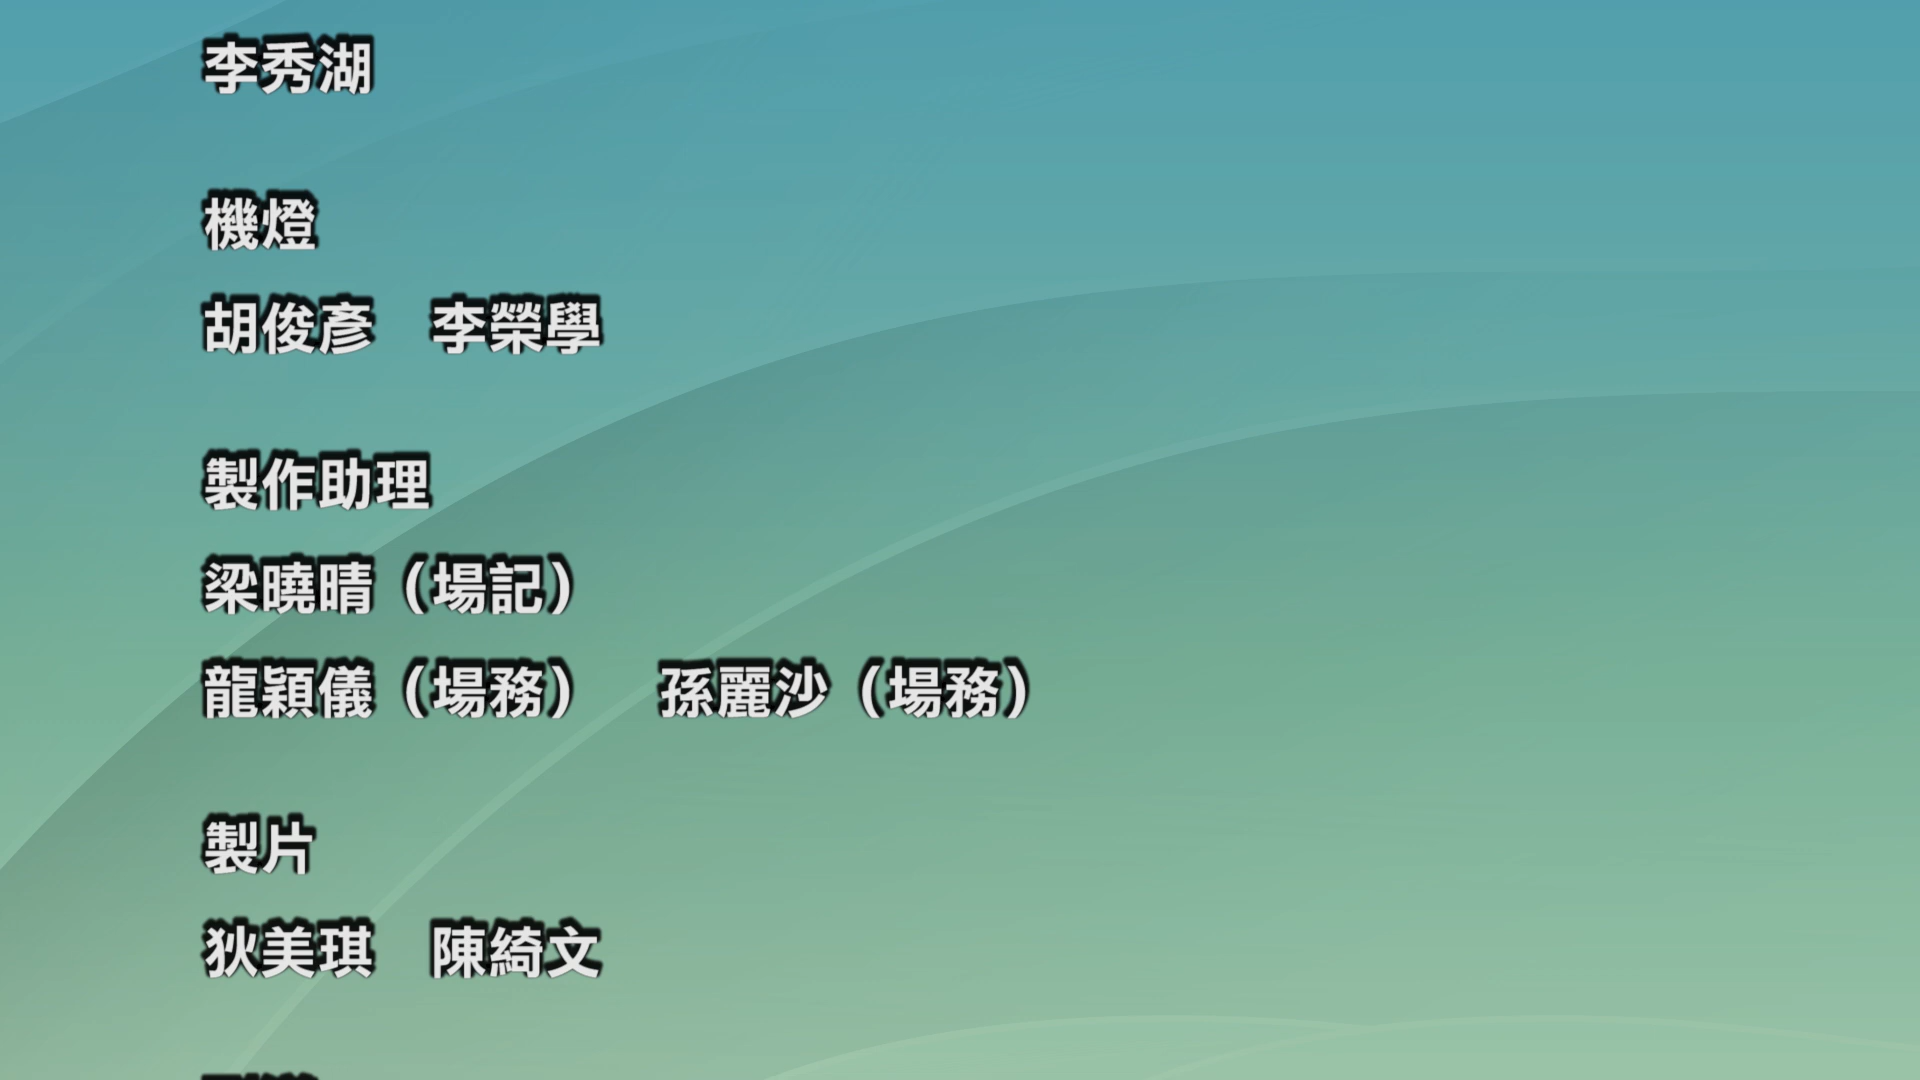 李秀湖
機燈
胡俊彥　李榮學
製作助理
梁曉晴（場記）
龍穎儀（場務）　孫麗沙（場務）
製片
狄美琪　陳綺文